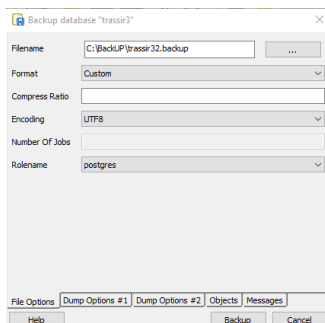 Backup database "trassir3"
Filename C:\BackUP\trassir32.backup ...
Format Custom
Compress Ratio
Encoding UTF8
Number Of Jobs
Rolename postgres
File Options Dump Options #1 Dump Options #2 Objects Messages
Help Backup Cancel